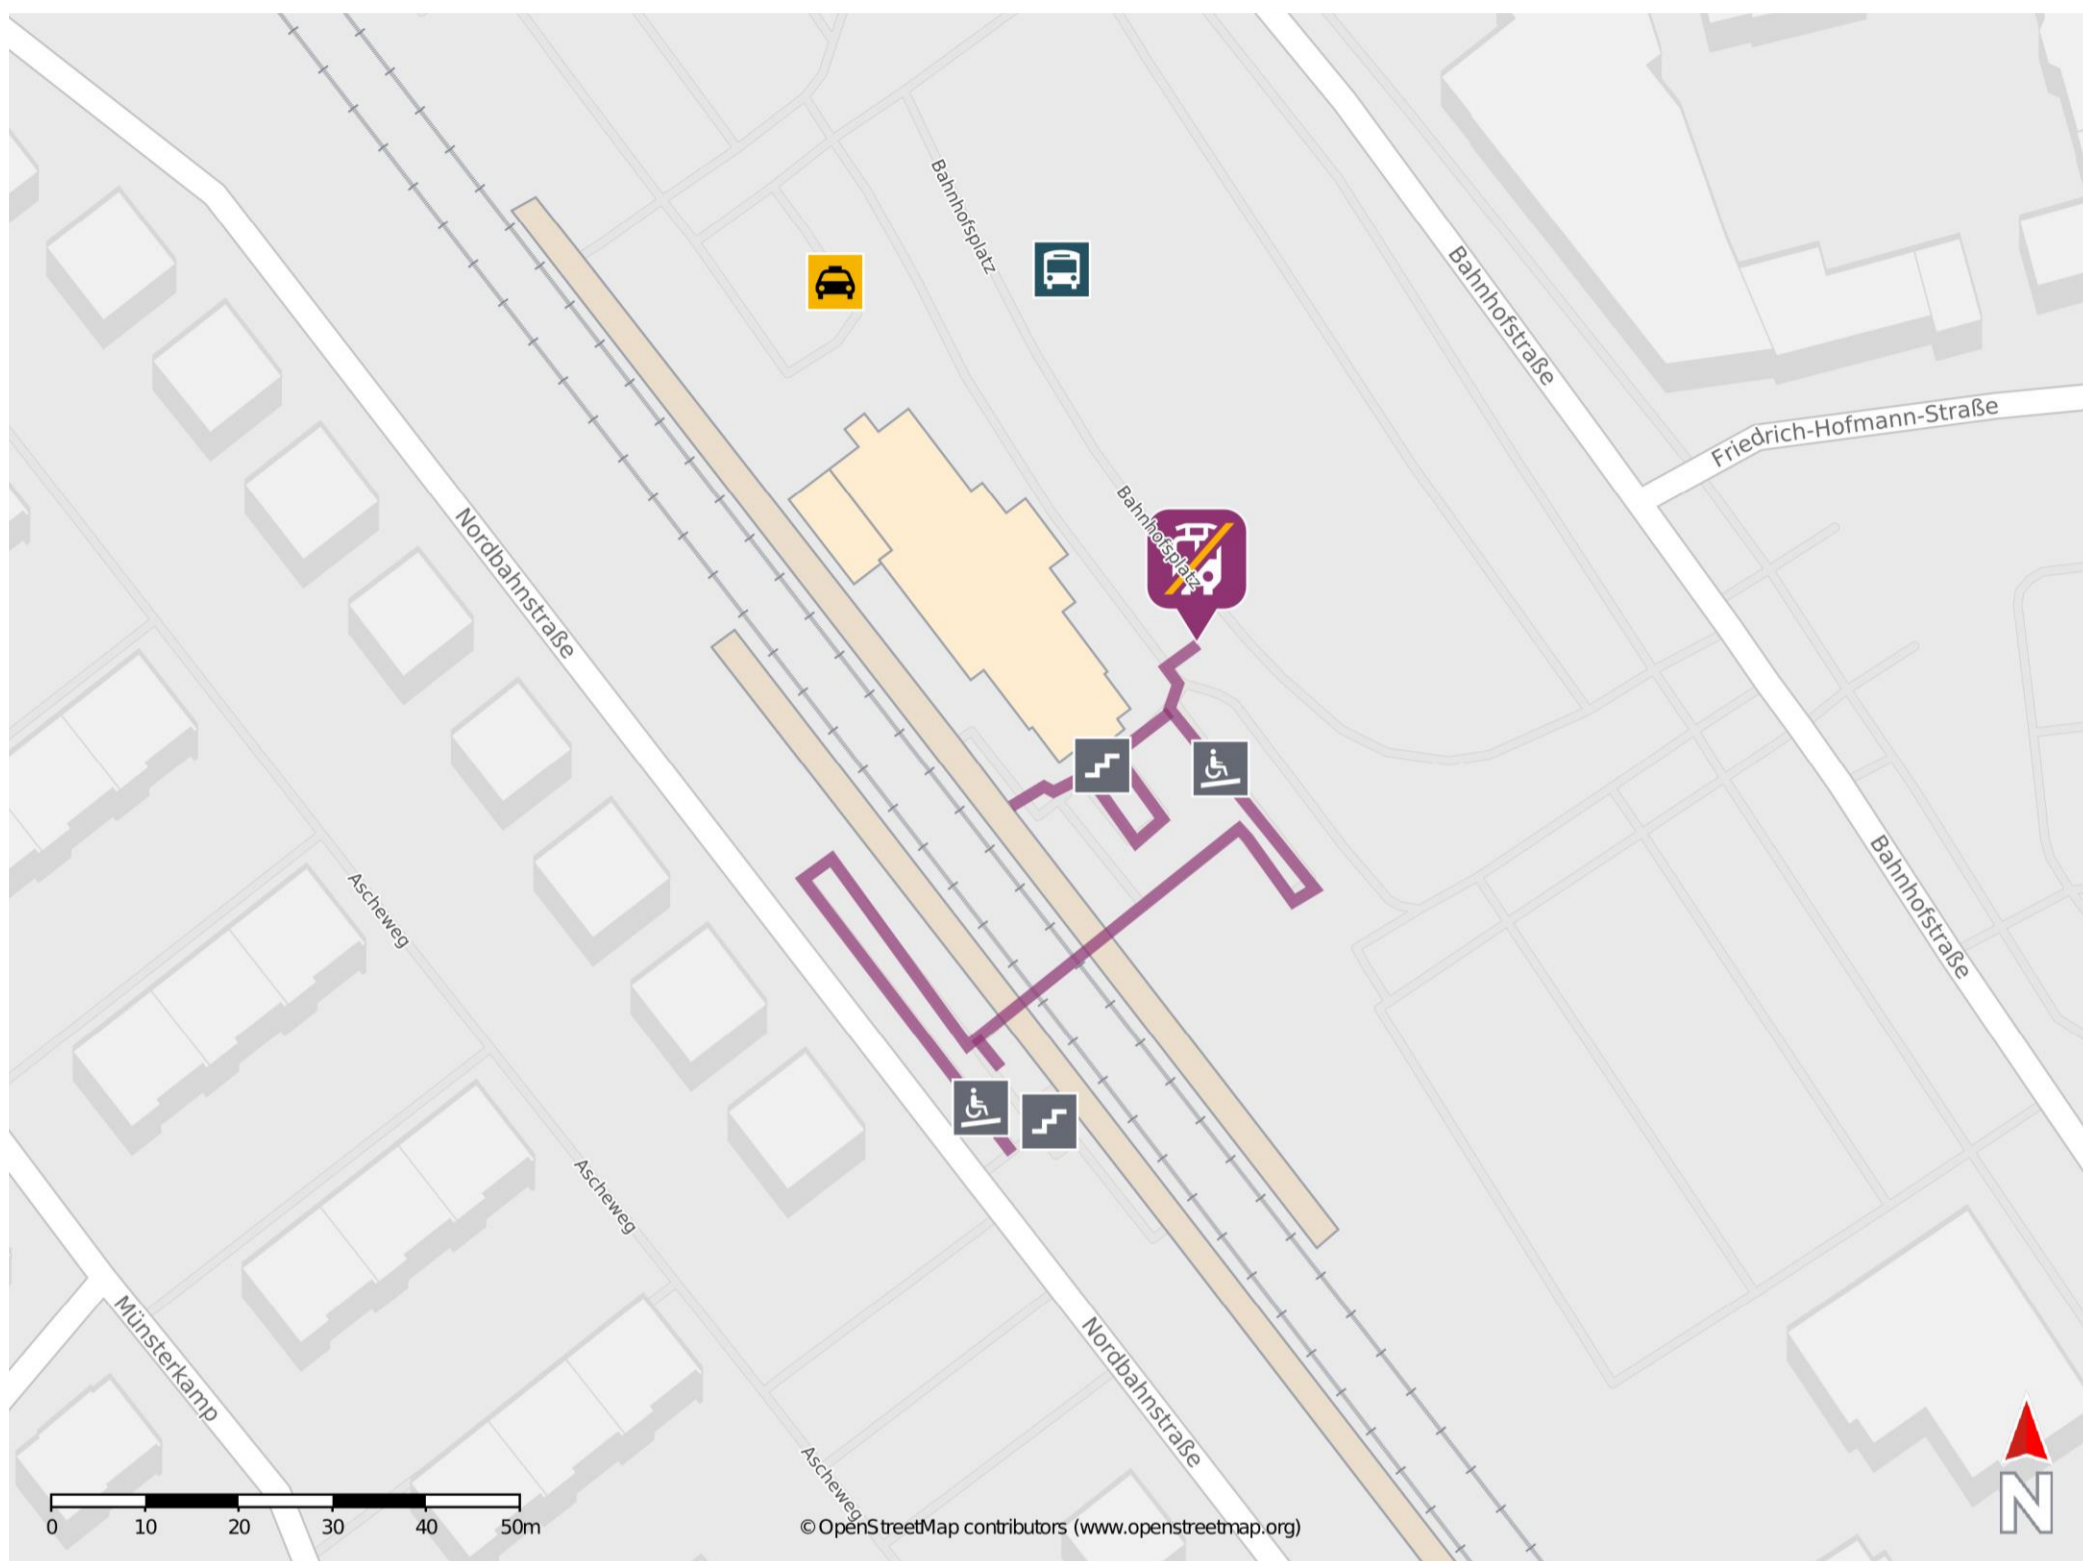 Bahnhofsplatz
Bahnhofstraße
Friedrich-Hofmann-Straße
Bahnhofsplatz
Nordbahnstraße
Bahnhofstraße
Ascheweg
Ascheweg
Münsterkamp
Nordbahnstraße
Ascheweg
0 10 20 30 40 50m
© OpenStreetMap contributors (www.openstreetmap.org)
N